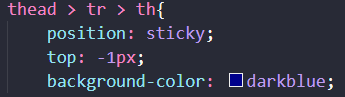 thead > tr > th{
position: sticky;
top: -1px;
background-color: darkblue;